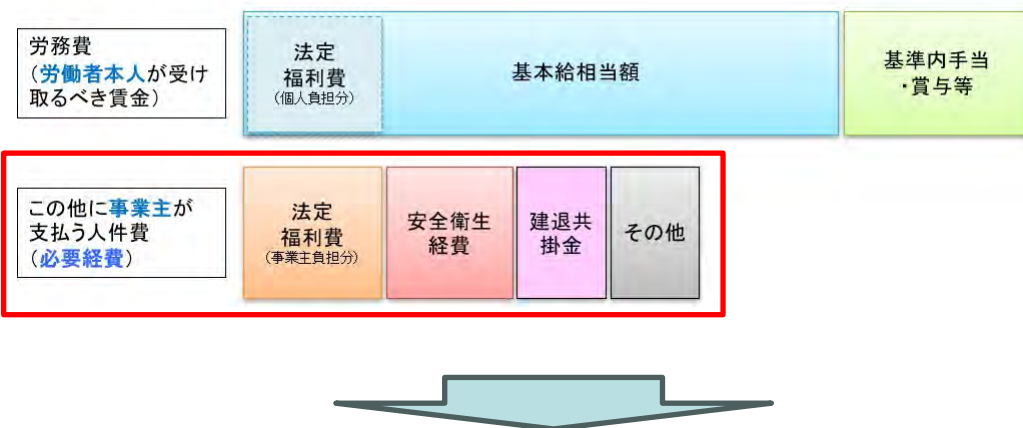 労務費
（労働者本人が受け
取るべき賃金）
法定
福利費
（個人負担分）
基本給相当額
基準内手当
・賞与等
この他に事業主が
支払う人件費
（必要経費）
法定
福利費
（事業主負担分）
安全衛生
経費
建退共
掛金
その他